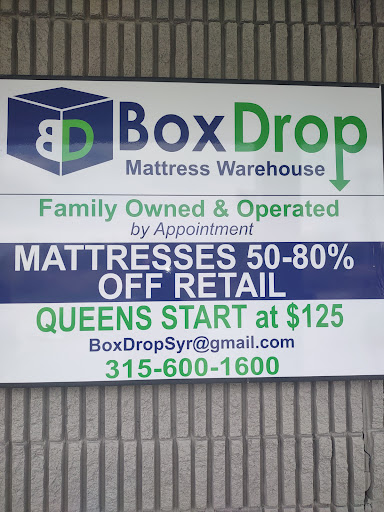 BD BoxDrop
Mattress Warehouse
Family Owned & Operated
by Appointment
MATTRESSES 50-80%
OFF RETAIL
QUEENS START at $125
BoxDropSyr@gmail.com
315-600-1600